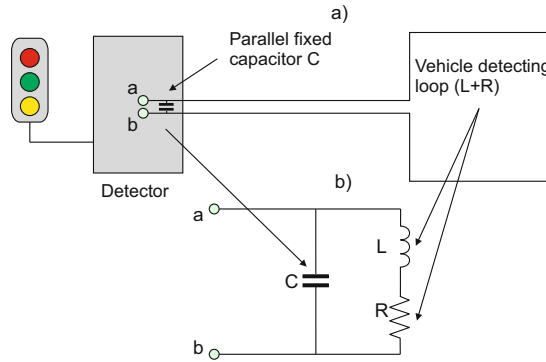 a)
Parallel fixed
capacitor C
Vehicle detecting
loop (L+R)
a
b
Detector
b)
a
L
C
R
b